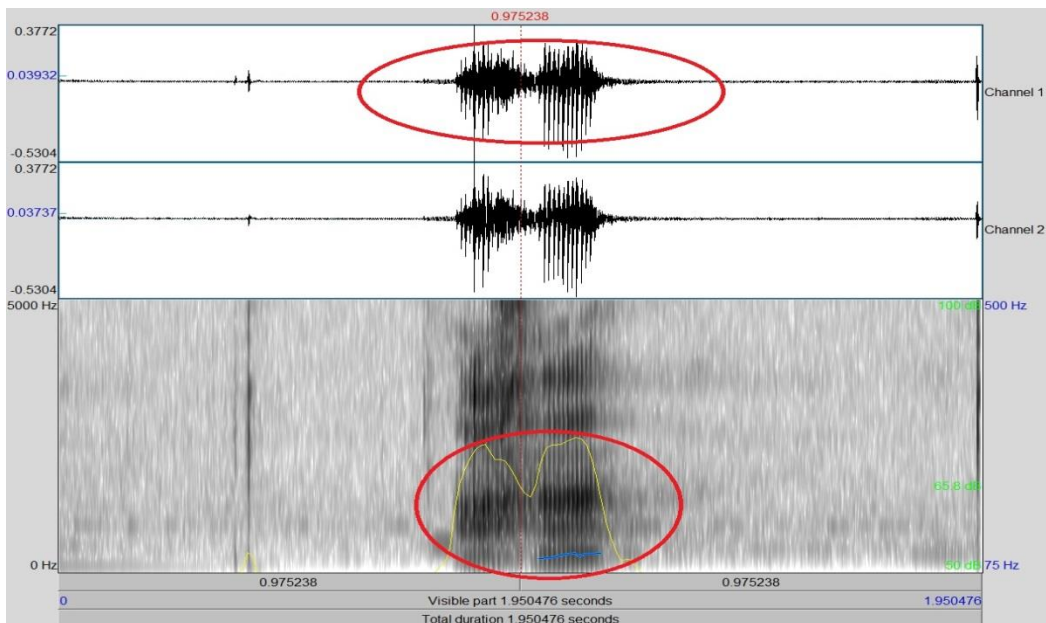 0.975238
0.3772
0.03932
Channel 1
-0.5304
0.3772
0.03737
Channel 2
-0.5304
5000 Hz 100 dB 500 Hz
65.8 dB
0 Hz 50 dB 75 Hz
0.975238 0.975238
0 Visible part 1.950476 seconds 1.950476
Total duration 1.950476 seconds